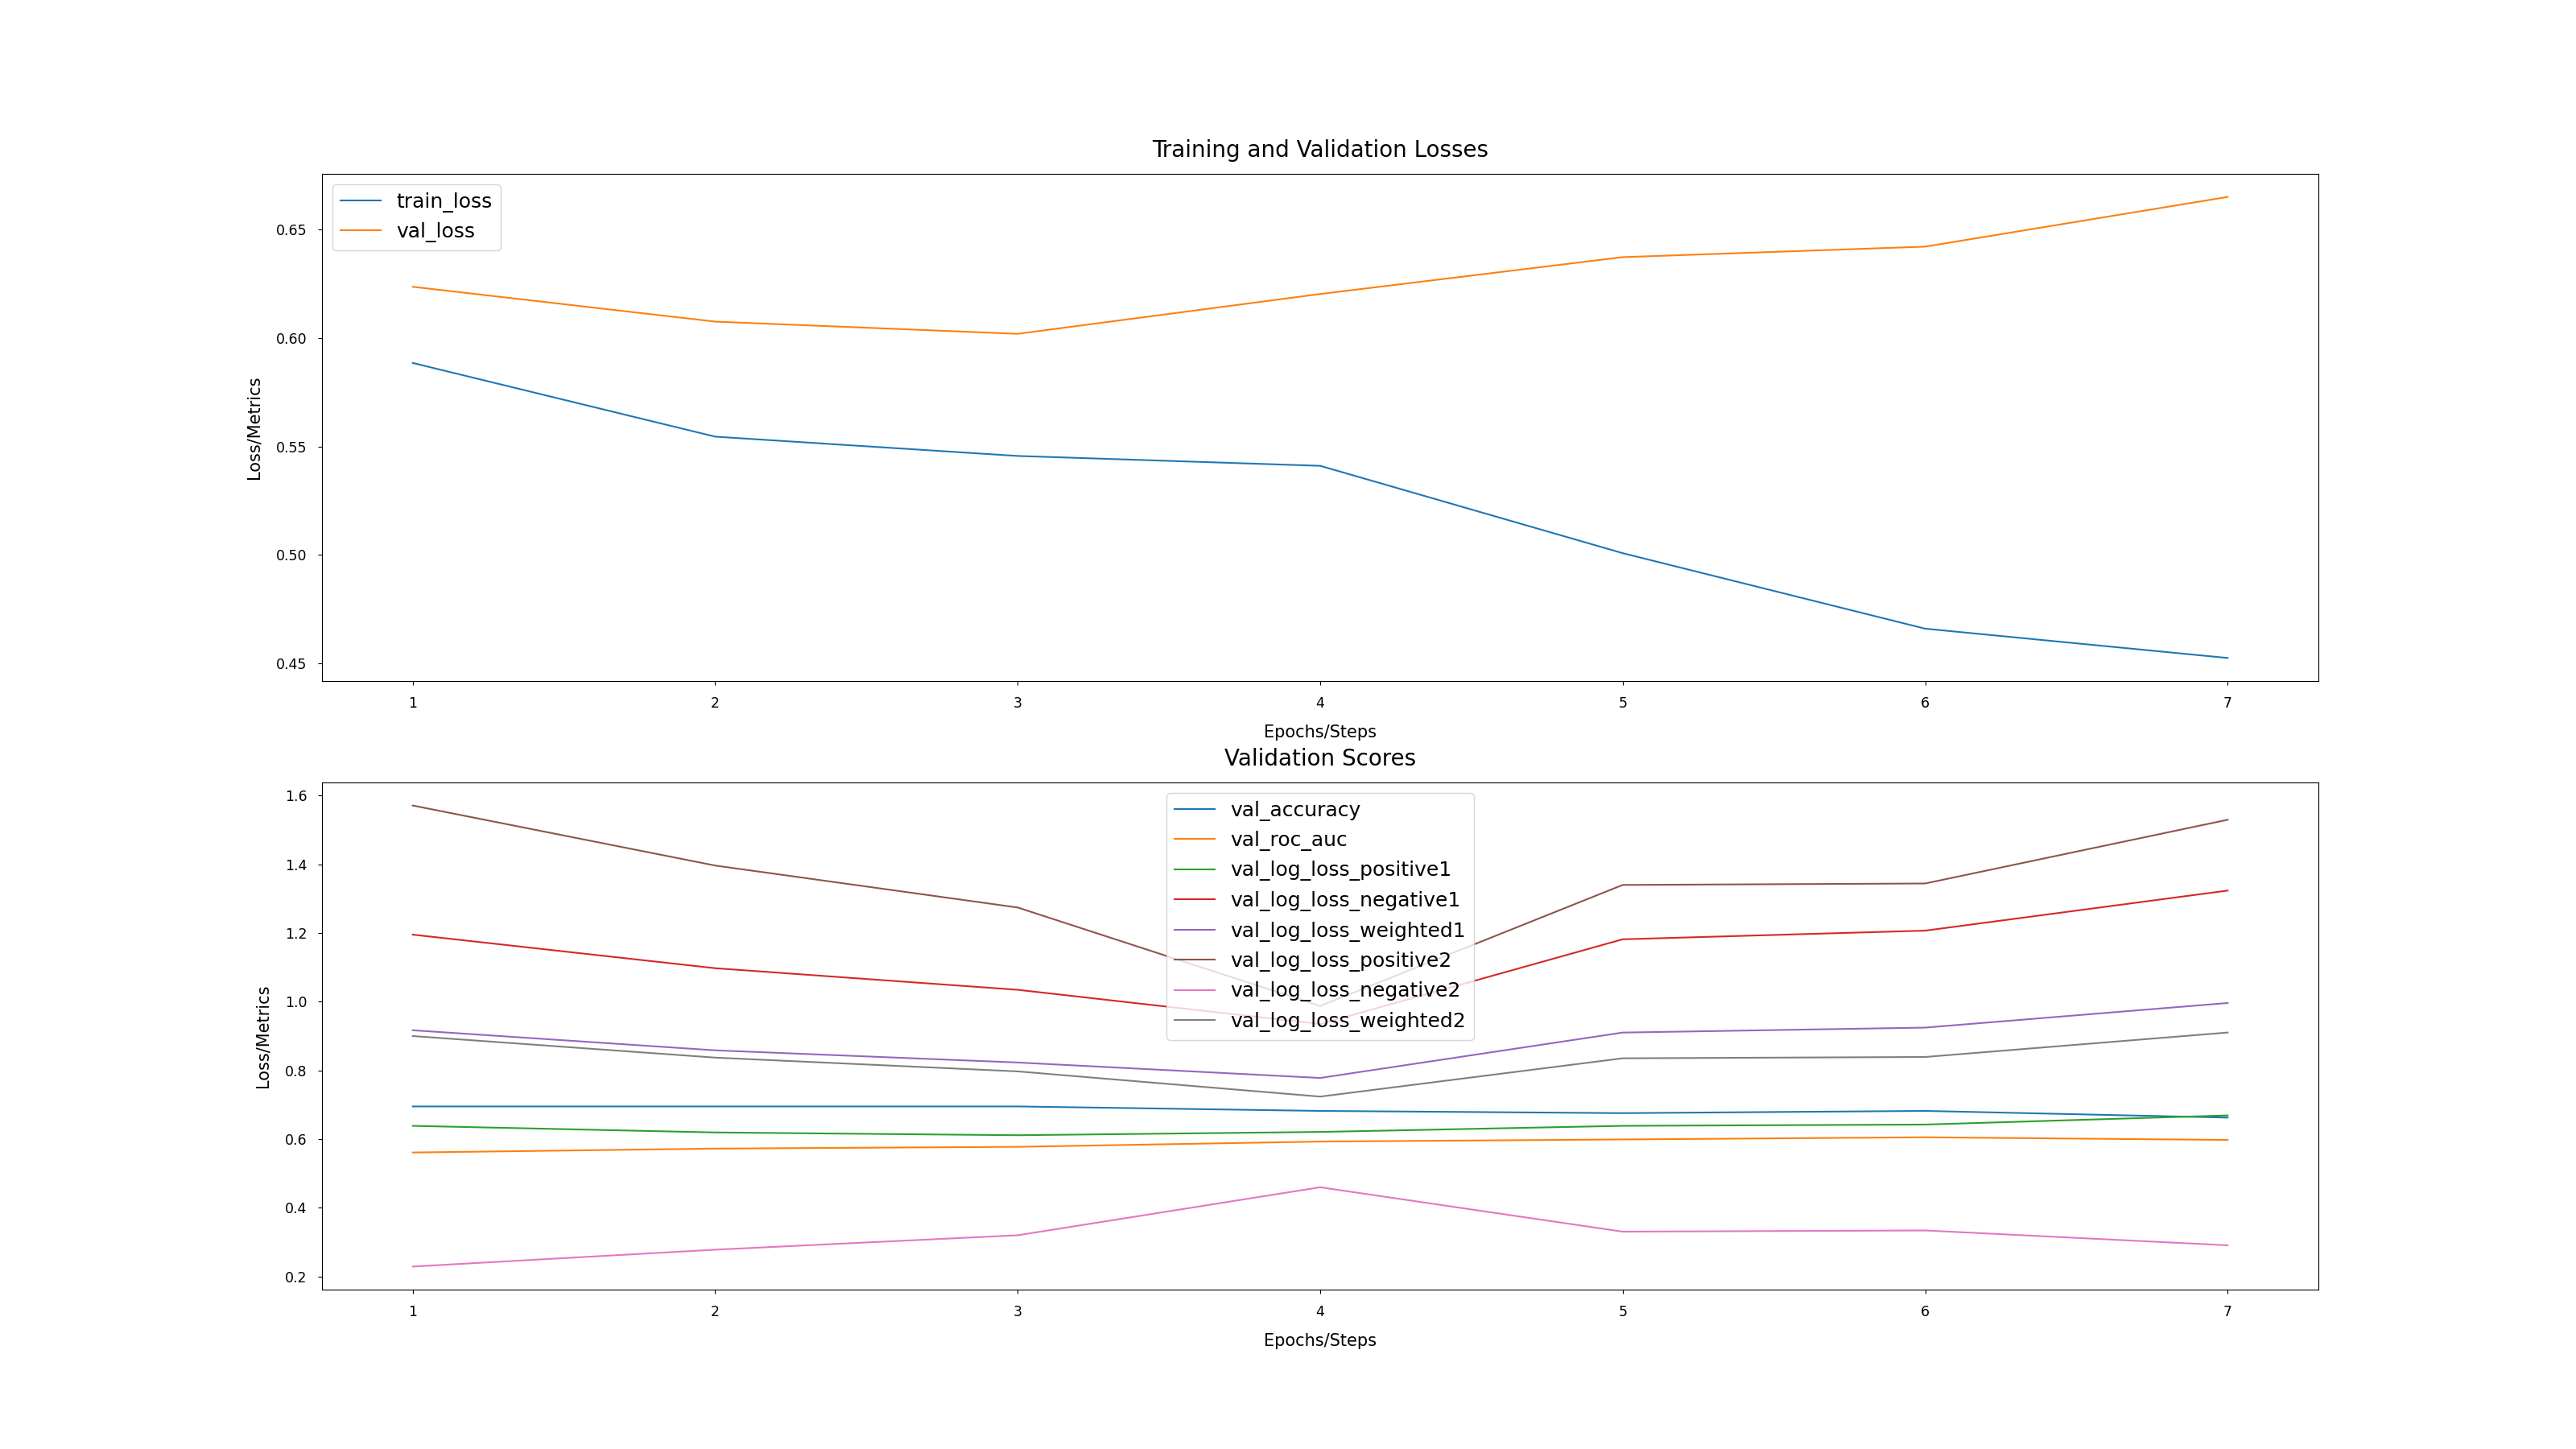 Training and Validation Losses
train_loss
val_loss
0.65
0.60
0.55
0.50
0.45
Loss/Metrics
1 2 3 4 5 6 7
Epochs/Steps
Validation Scores
val_accuracy
val_roc_auc
val_log_loss_positive1
val_log_loss_negative1
val_log_loss_weighted1
val_log_loss_positive2
val_log_loss_negative2
val_log_loss_weighted2
1.6
1.4
1.2
1.0
0.8
0.6
0.4
0.2
Loss/Metrics
1 2 3 4 5 6 7
Epochs/Steps